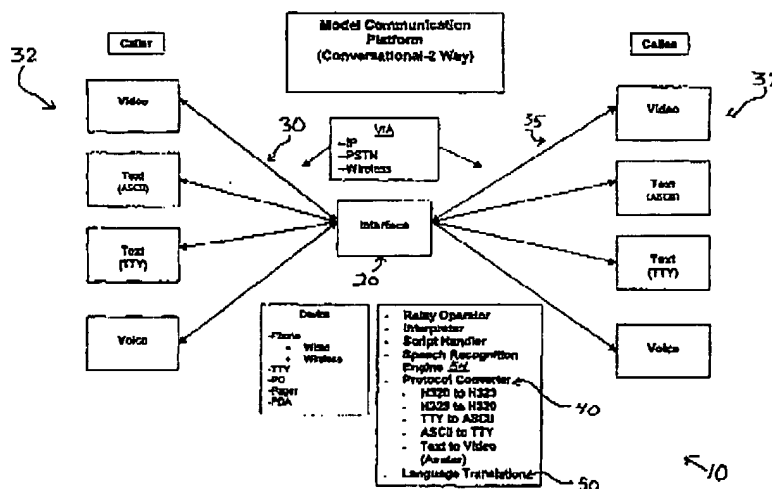 Model Communication
Platform
(Conversational-2 Way)
Caller
Callee
32
Video
Text
(ASCII)
Text
(TTY)
Voice
30
VIA
-IP
-PSTN
-Wireless
35
Interface
20
Video
Text
(ASCII)
Text
(TTY)
Voice
Device
-Phone
+ Wired
+ Wireless
-TTY
-PC
-Pager
-PDA
- Relay Operator
- Interpreter
- Script Handler
- Speech Recognition
Engine 54
- Protocol Converter
- H320 to H323
- H323 to H320
- TTY to ASCII
- ASCII to TTY
- Text to Video
(Avatar)
- Language Translation
40
50
10